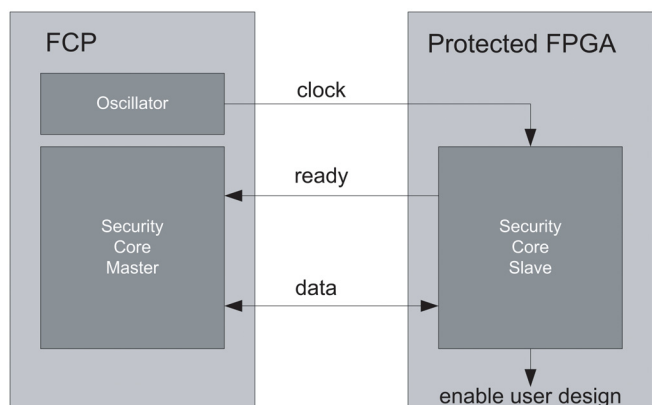 FCP
Protected FPGA
Oscillator
clock
ready
Security
Core
Master
Security
Core
Slave
data
enable user design